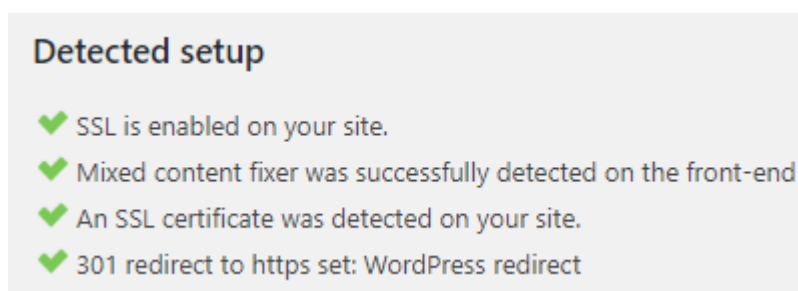 Detected setup
SSL is enabled on your site.
Mixed content fixer was successfully detected on the front-end
An SSL certificate was detected on your site.
301 redirect to https set: WordPress redirect